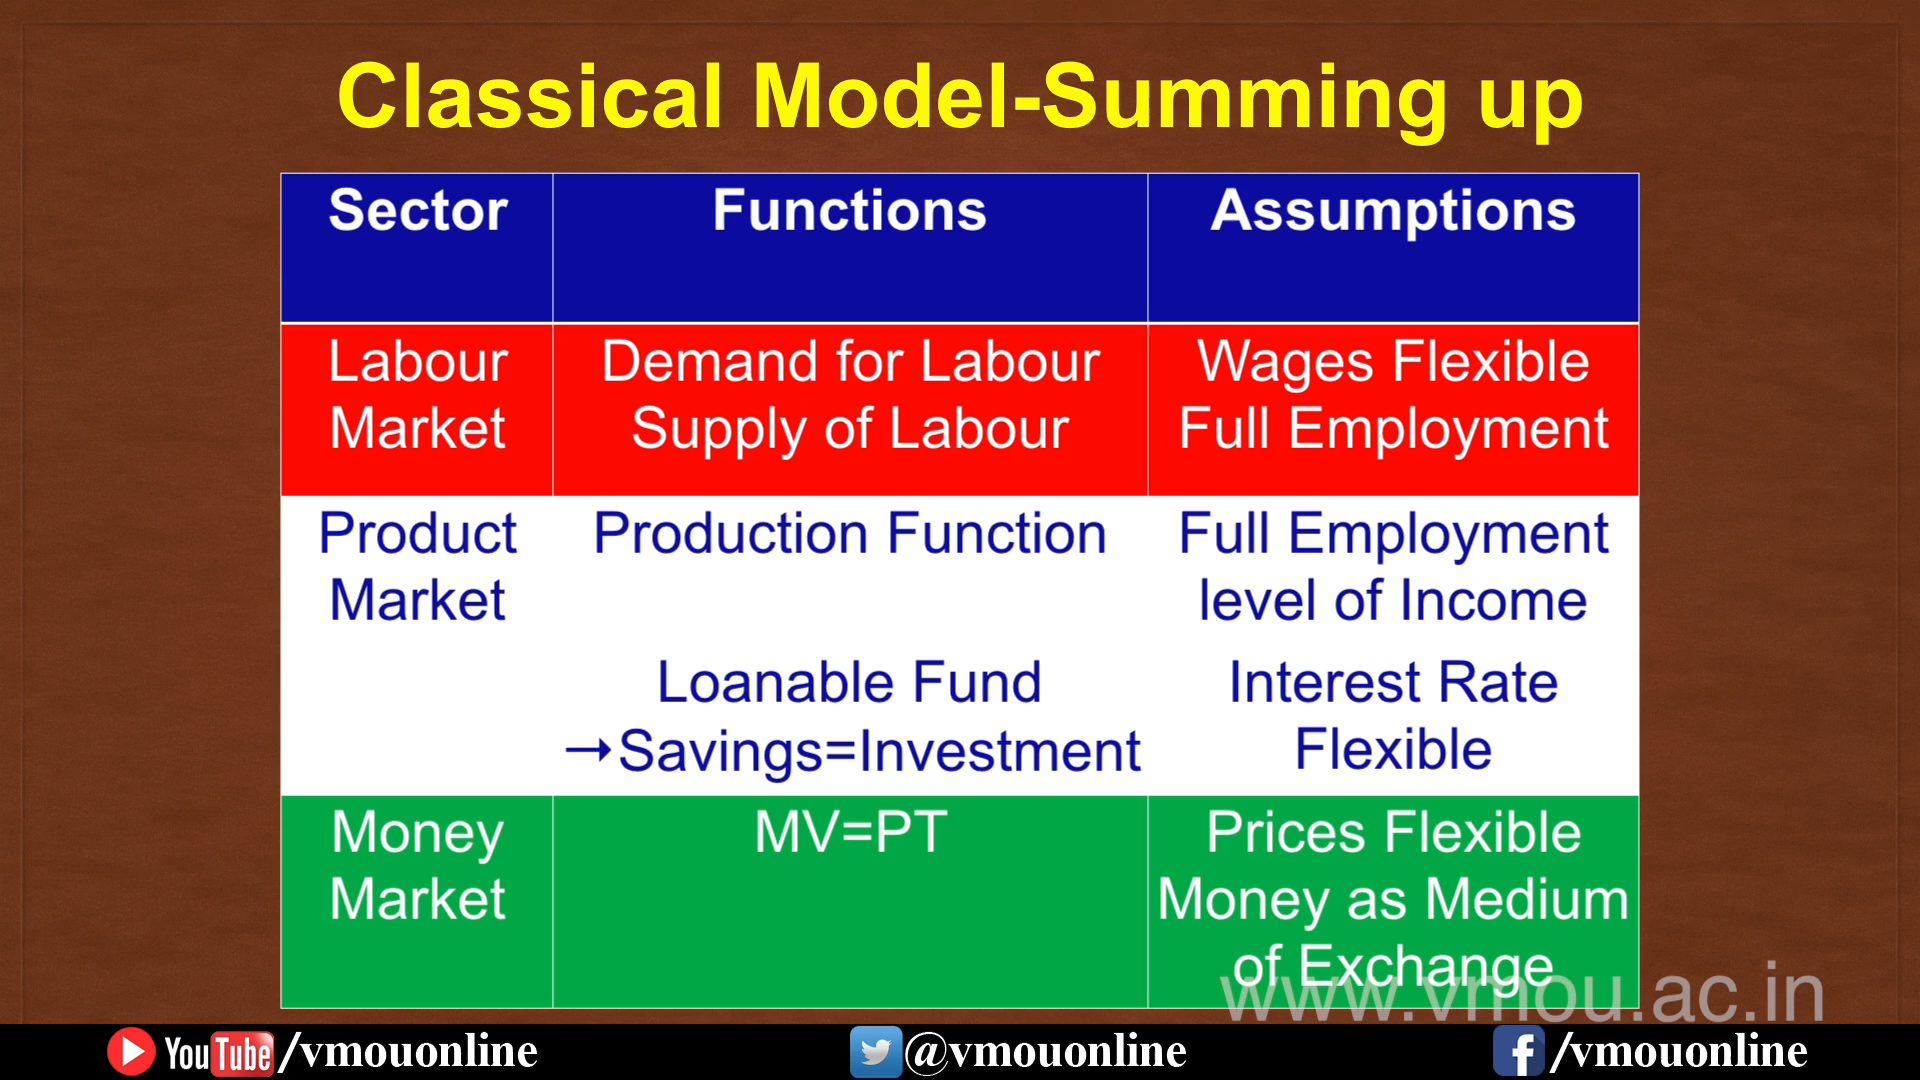 Classical Model-Summing up
Sector Functions Assumptions
Labour Demand for Labour Wages Flexible
Market Supply of Labour Full Employment
Product Production Function Full Employment
Market level of Income
Loanable Fund Interest Rate
→Savings=Investment Flexible
Money MV=PT Prices Flexible
Market Money as Medium
of Exchange
www.vmou.ac.in
YouTube /vmouonline @vmouonline f /vmouonline